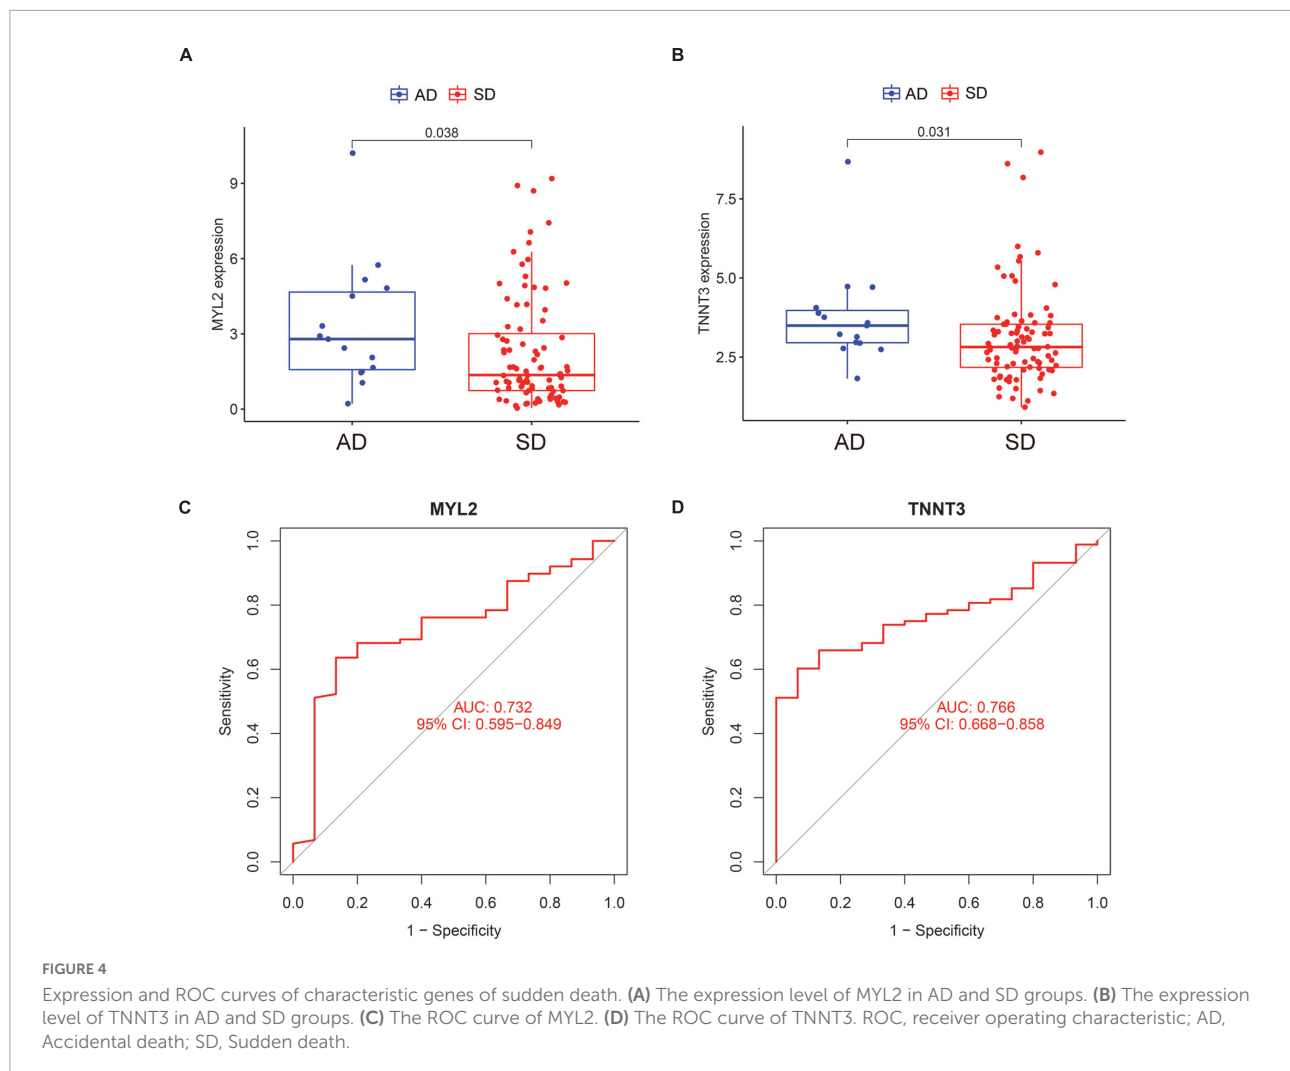 A
AD SD
0.038
MYL2 expression
9
6
3
0
AD SD
B
AD SD
0.031
TNNT3 expression
7.5
5.0
2.5
AD SD
C
MYL2
Sensitivity
1.0
0.8
0.6
0.4
0.2
0.0
AUC: 0.732
95% CI: 0.595−0.849
0.0 0.2 0.4 0.6 0.8 1.0
1 − Specificity
D
TNNT3
Sensitivity
1.0
0.8
0.6
0.4
0.2
0.0
AUC: 0.766
95% CI: 0.668−0.858
0.0 0.2 0.4 0.6 0.8 1.0
1 − Specificity
FIGURE 4
Expression and ROC curves of characteristic genes of sudden death. (A) The expression level of MYL2 in AD and SD groups. (B) The expression
level of TNNT3 in AD and SD groups. (C) The ROC curve of MYL2. (D) The ROC curve of TNNT3. ROC, receiver operating characteristic; AD,
Accidental death; SD, Sudden death.